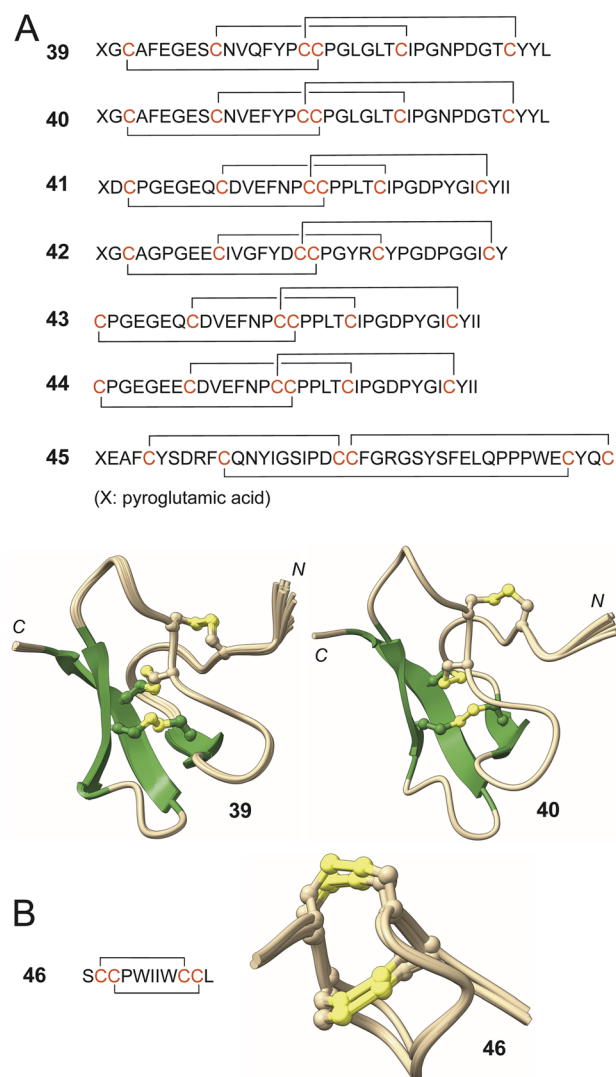 A
39 XGCAFEGESCNVQFYPCCPGLGLTCIPGNPDGTCYYL
40 XGCAFEGESCNVEFYPCCPGLGLTCIPGNPDGTCYYL
41 XDCPGEGEQCDVEFNPCCPPLTCIPGDPYGICYII
42 XGCAGPGEECIVGFYDCCPGYRCYPGDPGGICY
43 CPGEGEQCDVEFNPCCPPLTCIPGDPYGICYII
44 CPGEGEECDVEFNPCCPPLTCIPGDPYGICYII
45 XEAFCYSDRFCQNYIGSIPDCCFGRGSYSFELQPPPWECYQC
(X: pyroglutamic acid)
N
C
39
N
C
40
B
46 SCCPWIIWCCL
46